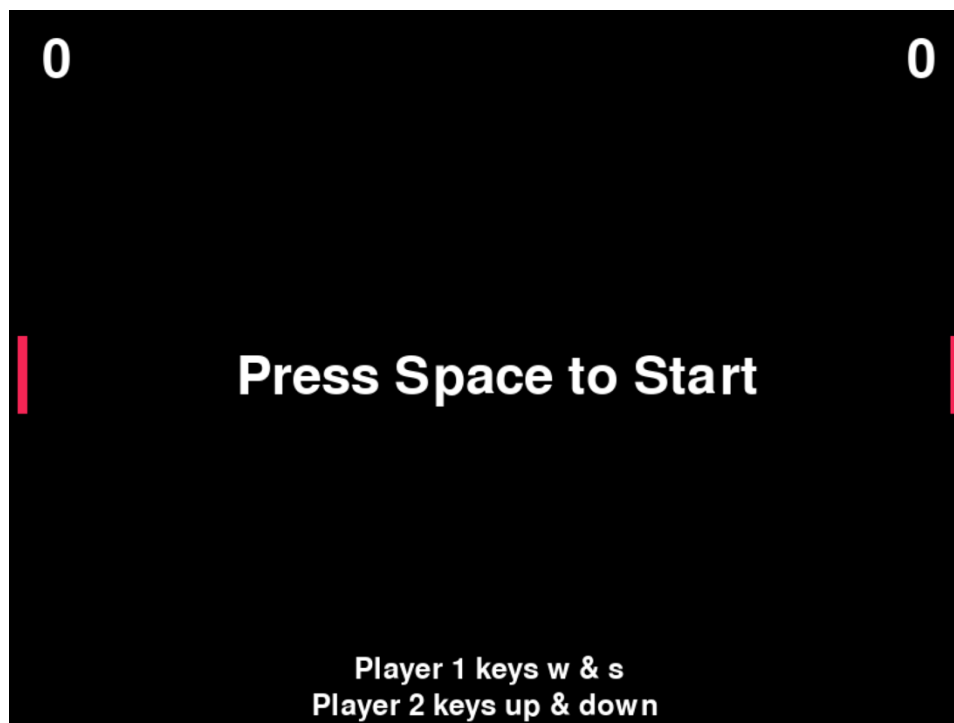 0 0
Press Space to Start
Player 1 keys w & s
Player 2 keys up & down